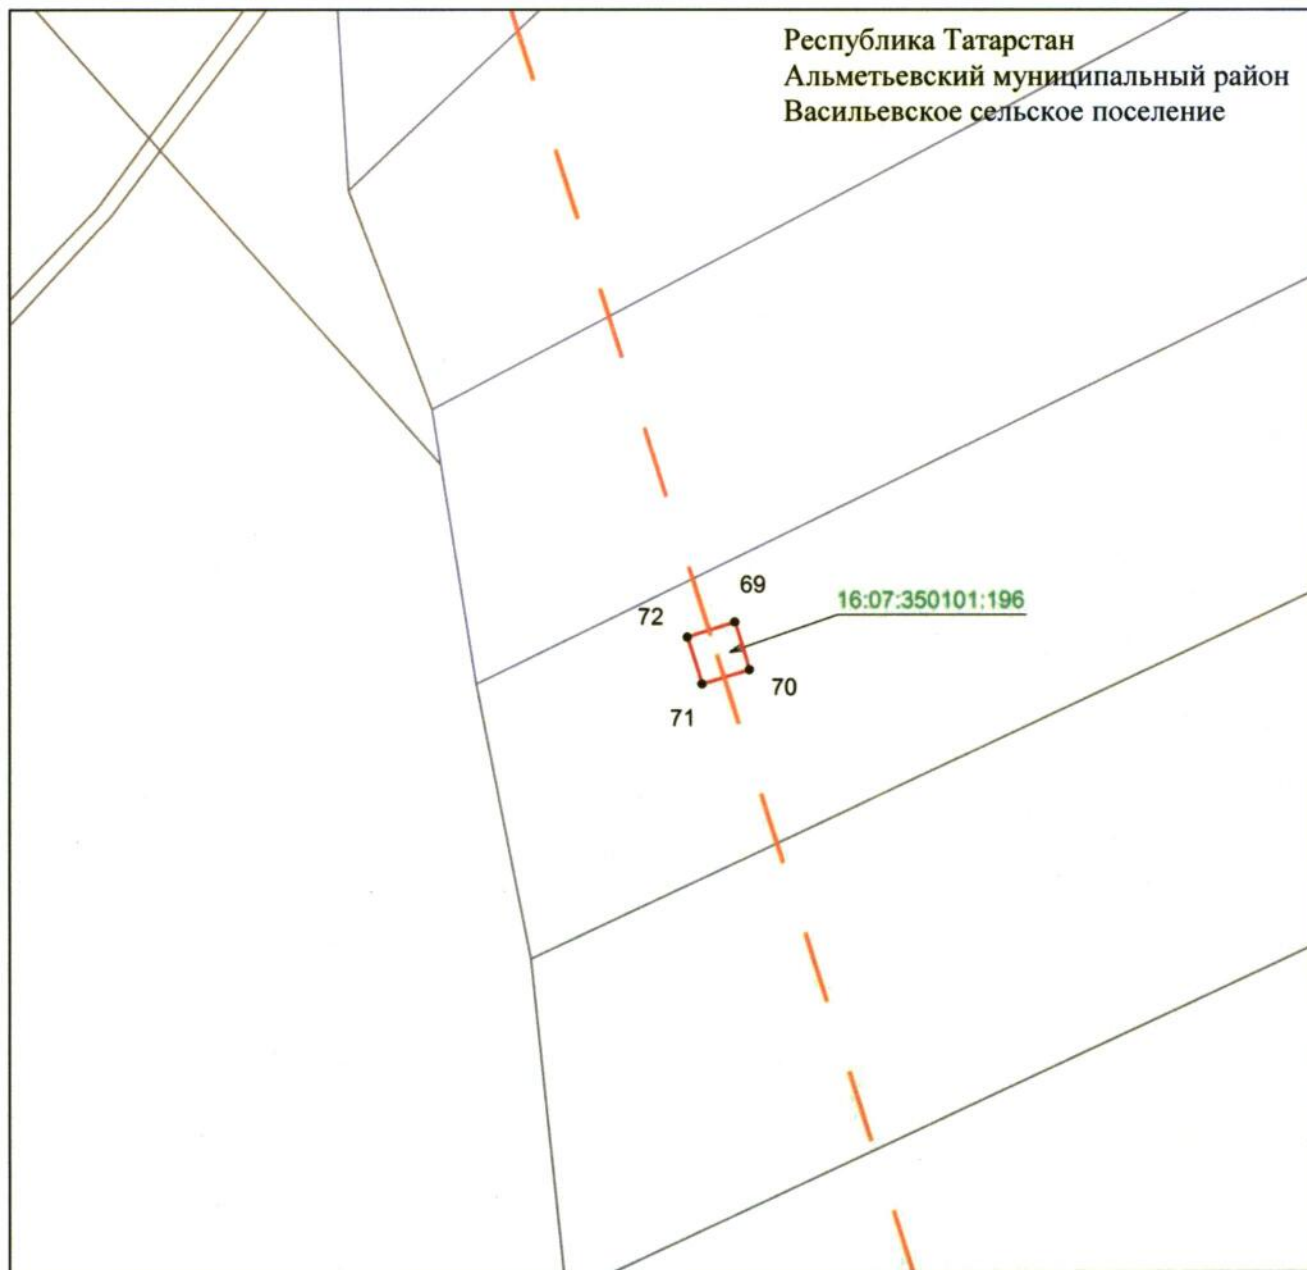 Республика Татарстан
Альметьевский муниципальный район
Васильевское сельское поселение
69
72
16:07:350101:196
70
71